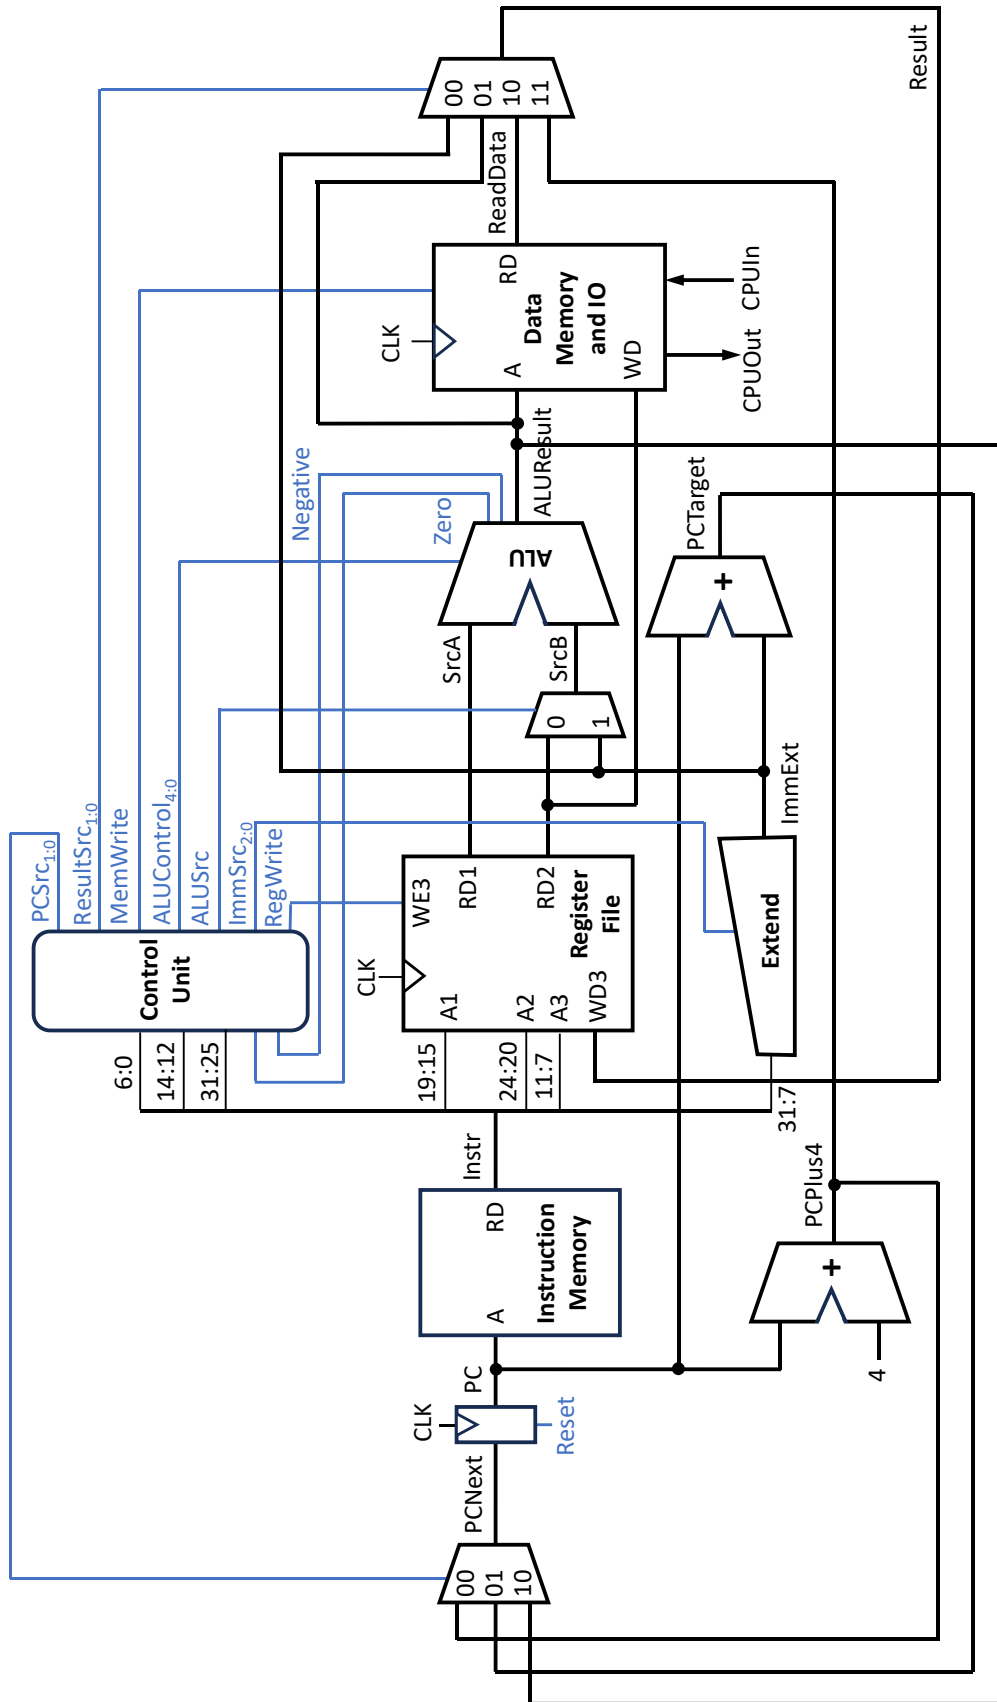 PCSrc1:0
ResultSrc1:0
MemWrite
ALUControl4:0
ALUSrc
ImmSrc2:0
RegWrite
Control
Unit
6:0
14:12
31:25
Negative
Zero
CLK
PCNext
00
01
10
Reset
PC
A
RD
Instruction
Memory
Instr
19:15
24:20
11:7
31:7
CLK
A1
A2
A3
WD3
WE3
RD1
RD2
Register
File
Extend
ImmExt
0
1
SrcA
SrcB
ALU
ALUResult
+
PCTarget
4
+
PCPlus4
CLK
A
RD
WD
Data
Memory
and IO
CPUOut
CPUIn
ReadData
00
01
10
11
Result